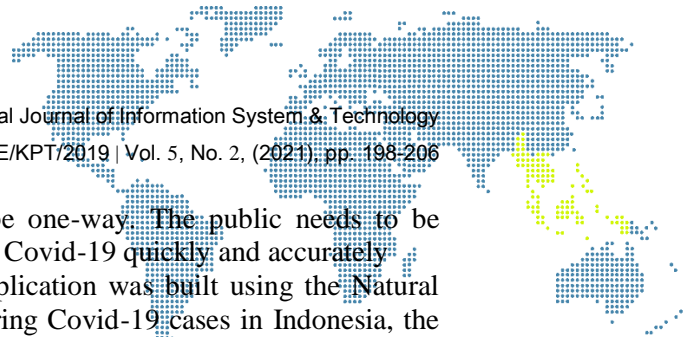 al Journal of Information System & Technology
E/KPT/2019 | Vol. 5, No. 2, (2021), pp. 198-206
be one-way. The public needs to be
Covid-19 quickly and accurately
plication was built using the Natural
ring Covid-19 cases in Indonesia, the